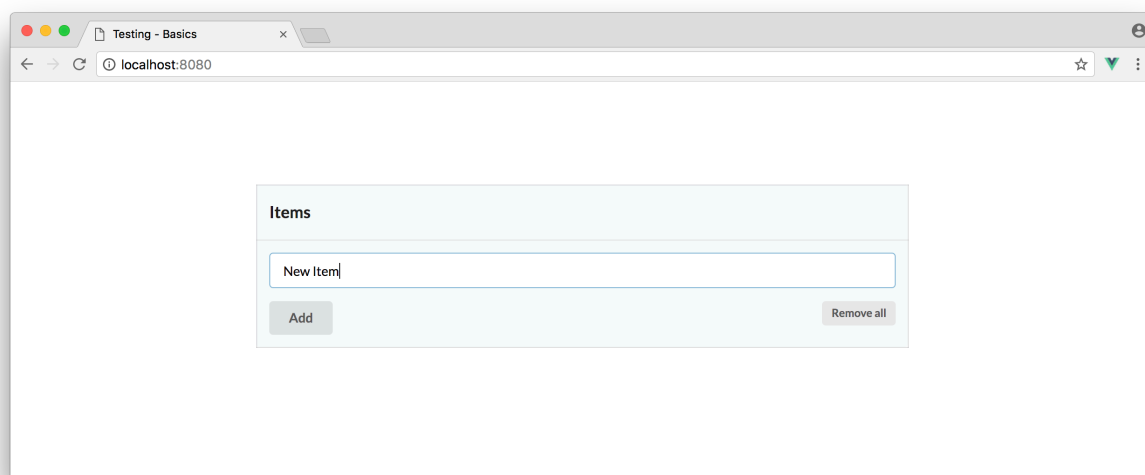 Testing - Basics
localhost:8080
Items
New Item
Add
Remove all